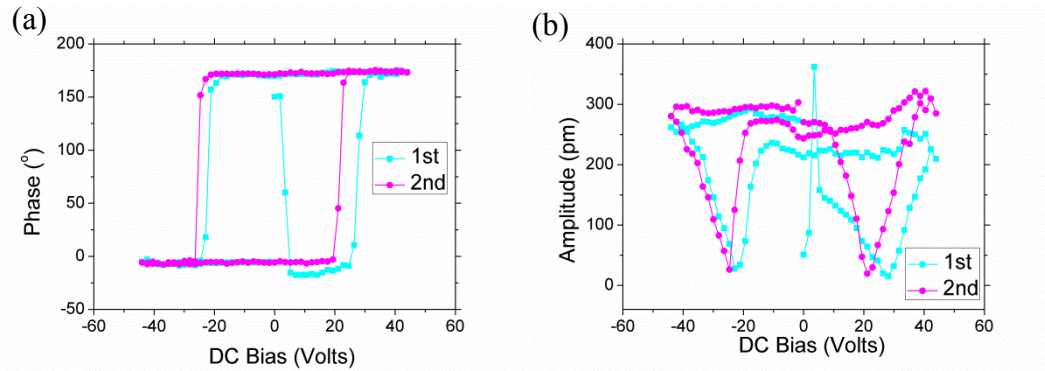 (a)
200
150
100
50
0
-50
-60 -40 -20 0 20 40 60
Phase (°)
DC Bias (Volts)
1st
2nd
(b)
400
300
200
100
0
-60 -40 -20 0 20 40 60
Amplitude (pm)
DC Bias (Volts)
1st
2nd